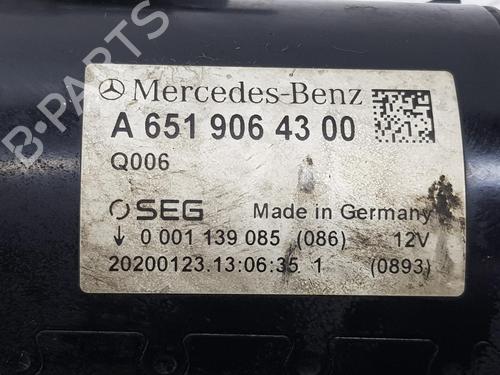 B-PARTS
Mercedes-Benz
A 651 906 43 00
Q006
SEG Made in Germany
0 001 139 085 (086) 12V
20200123.13:06:35 1 (0893)